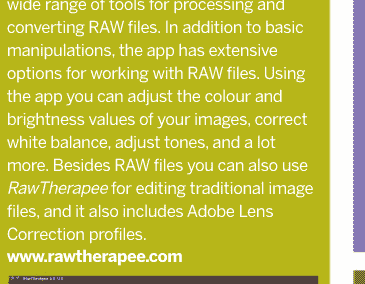 wide range of tools for processing and
converting RAW files. In addition to basic
manipulations, the app has extensive
options for working with RAW files. Using
the app you can adjust the colour and
brightness values of your images, correct
white balance, adjust tones, and a lot
more. Besides RAW files you can also use
RawTherapee for editing traditional image
files, and it also includes Adobe Lens
Correction profiles.
www.rawtherapee.com